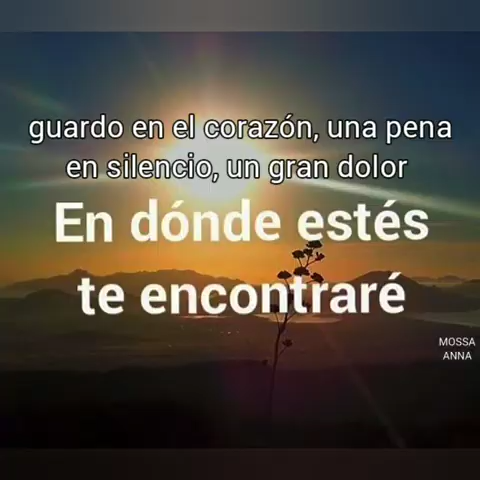 guardo en el corazón, una pena
en silencio, un gran dolor
En dónde estés
te encontraré
MOSSA
ANNA